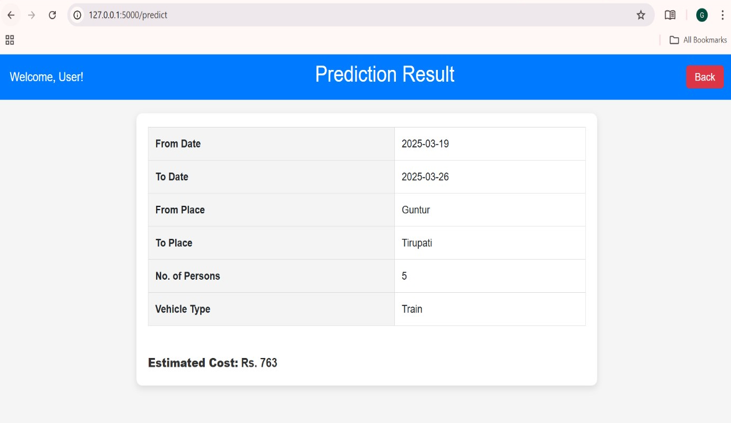 127.0.0.1:5000/predict
G
All Bookmarks
Welcome, User!
Prediction Result
Back
From Date 2025-03-19
To Date 2025-03-26
From Place Guntur
To Place Tirupati
No. of Persons 5
Vehicle Type Train
Estimated Cost: Rs. 763